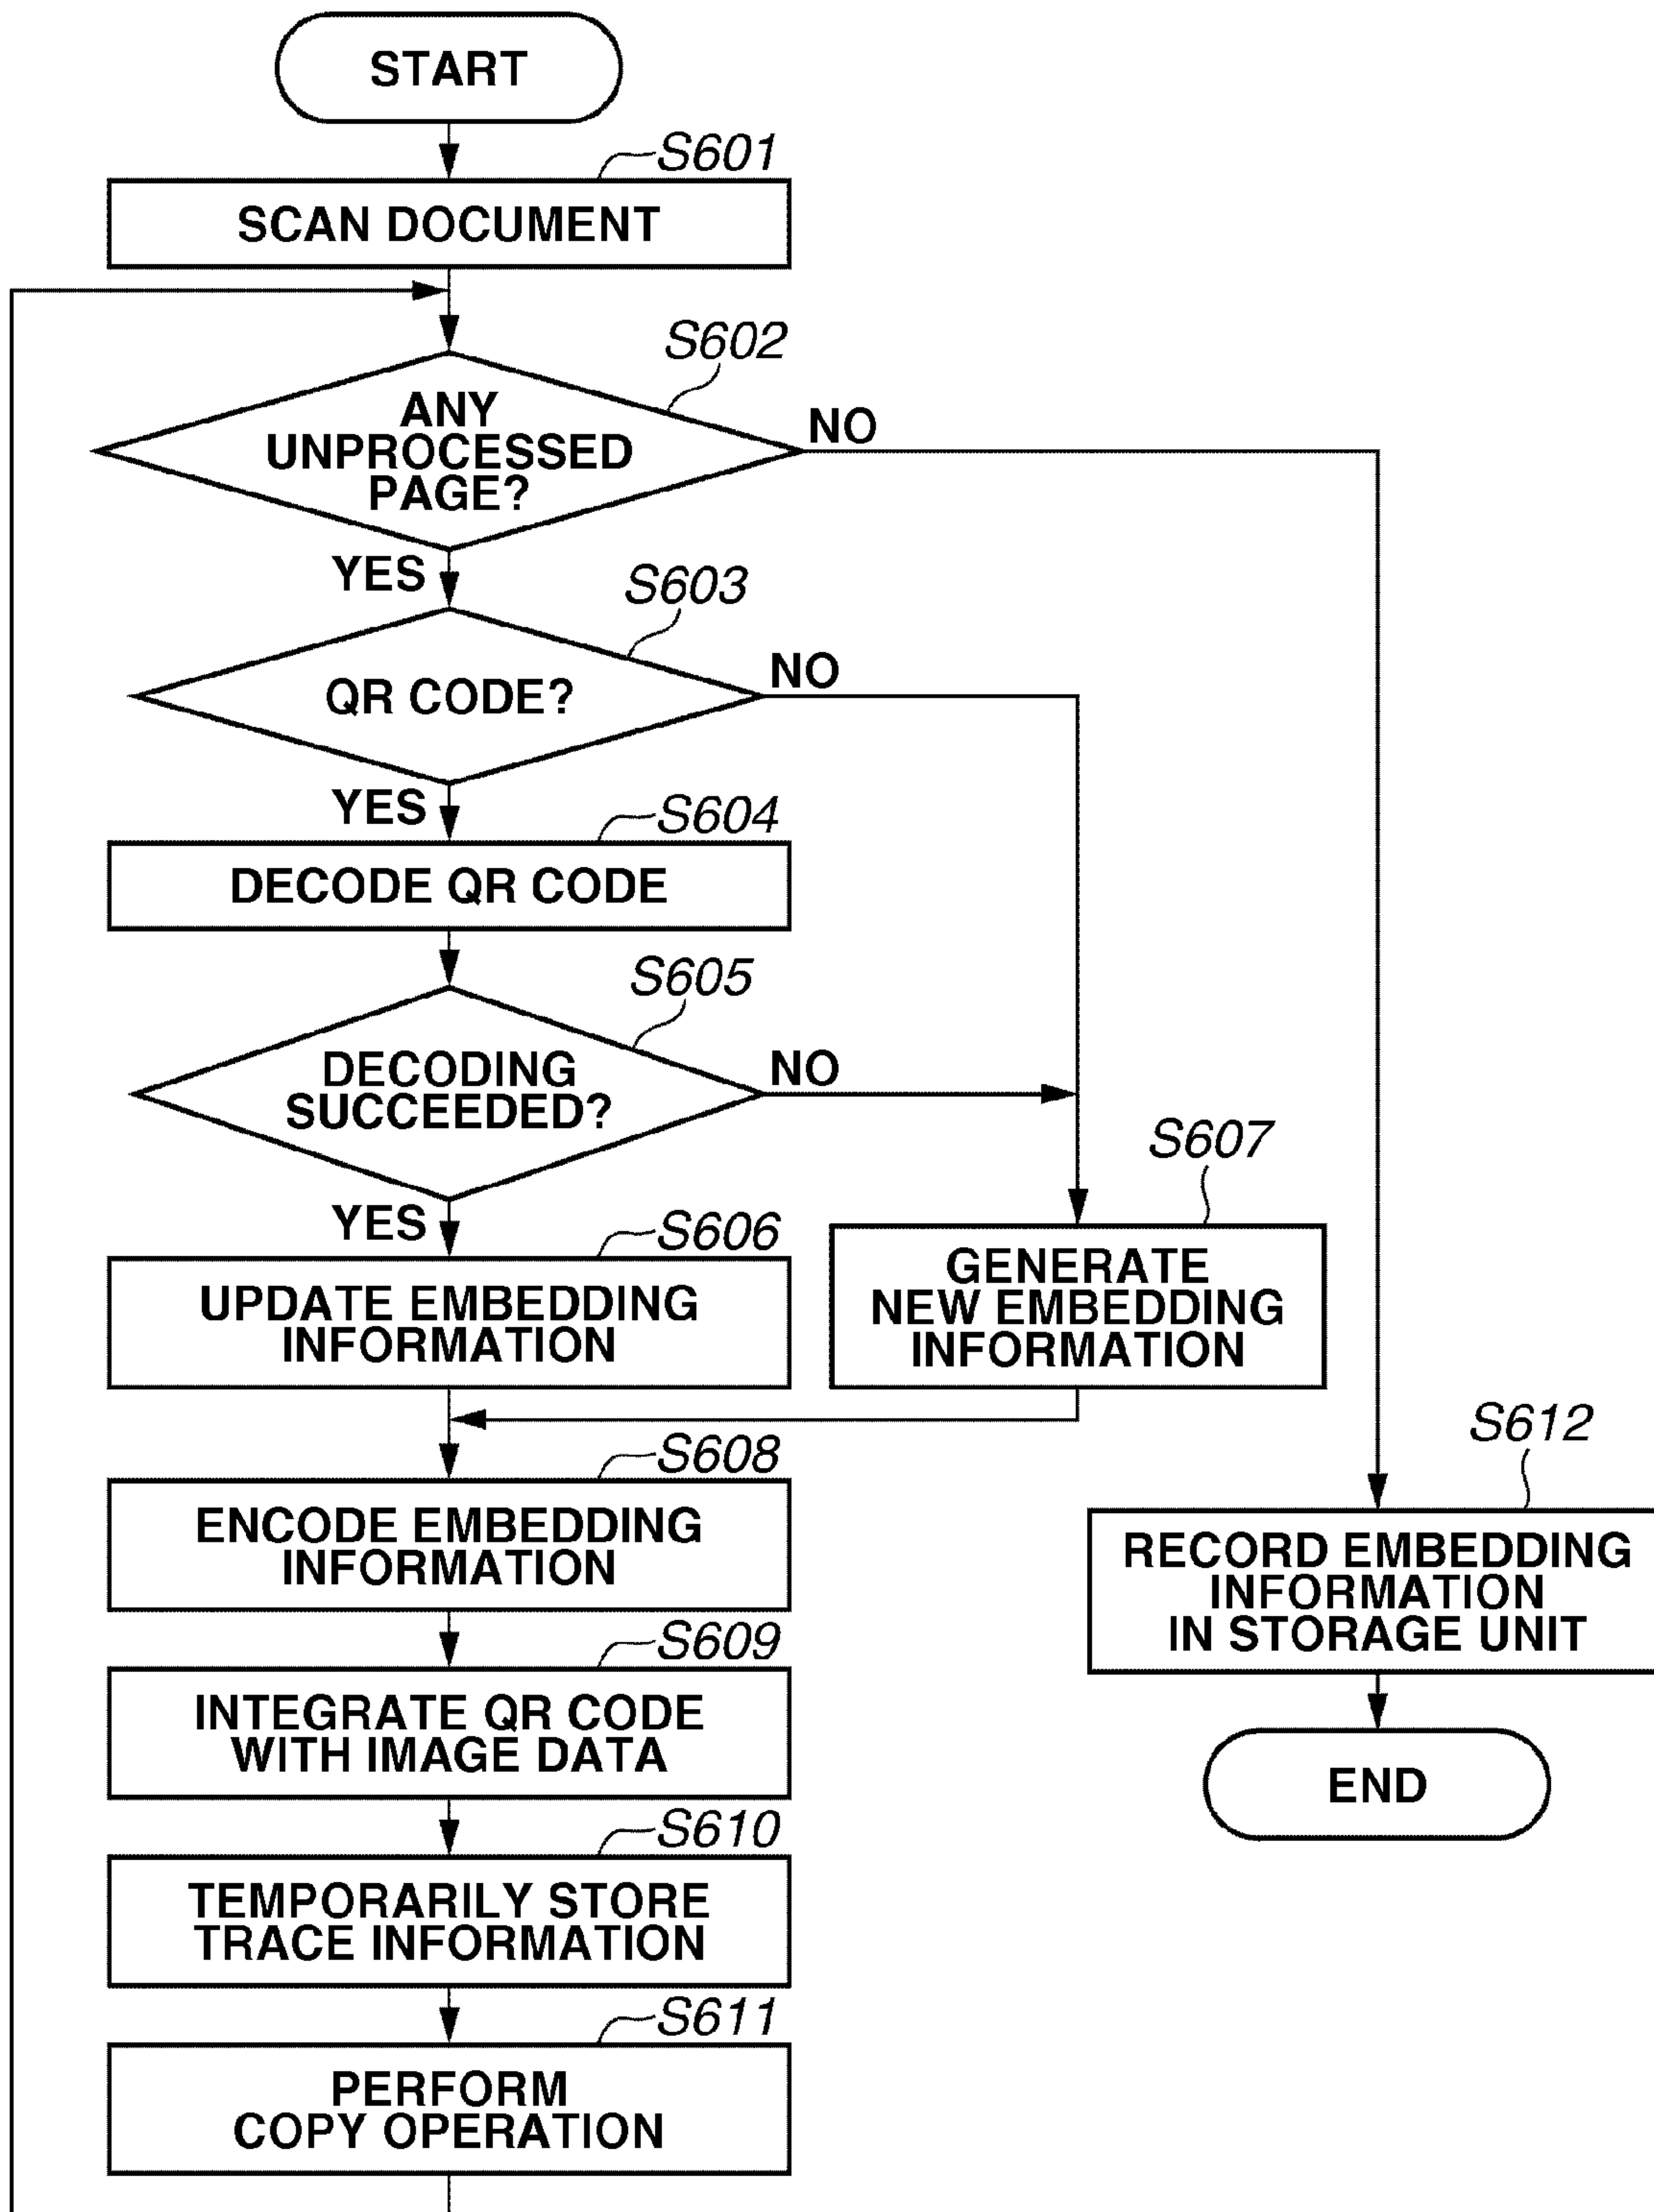 START
S601
SCAN DOCUMENT
S602
ANY
UNPROCESSED
PAGE?
NO
YES
S603
QR CODE?
NO
YES
S604
DECODE QR CODE
S605
DECODING
SUCCEEDED?
NO
YES
S606
UPDATE EMBEDDING
INFORMATION
S607
GENERATE
NEW EMBEDDING
INFORMATION
S608
ENCODE EMBEDDING
INFORMATION
S609
INTEGRATE QR CODE
WITH IMAGE DATA
S610
TEMPORARILY STORE
TRACE INFORMATION
S611
PERFORM
COPY OPERATION
S612
RECORD EMBEDDING
INFORMATION
IN STORAGE UNIT
END